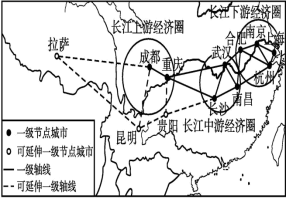 长江上游经济圈
长江下游经济圈
拉萨
成都
重庆
武汉
合肥
南京
上海
杭州
长沙
南昌
贵阳
昆明
长江中游经济圈
一级节点城市
可延伸一级节点城市
一级轴线
可延伸一级轴线